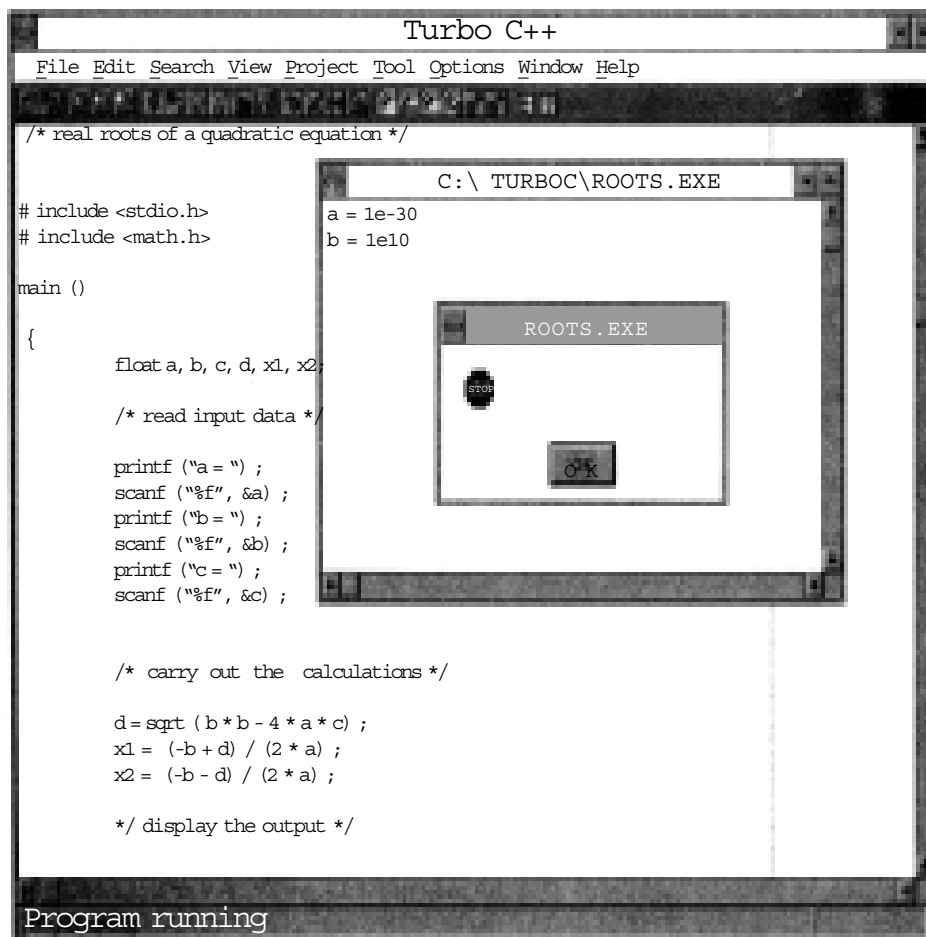 Turbo C++
File Edit Search View Project Tool Options Window Help
/* real roots of a quadratic equation */
# include <stdio.h>
# include <math.h>
main ()
{
float a, b, c, d, x1, x2;
/* read input data */
printf ("a = ") ;
scanf ("%f", &a) ;
printf ("b = ") ;
scanf ("%f", &b) ;
printf ("c = ") ;
scanf ("%f", &c) ;
/* carry out the calculations */
d = sqrt ( b * b - 4 * a * c) ;
x1 = (-b + d) / (2 * a) ;
x2 = (-b - d) / (2 * a) ;
*/ display the output */
C:\ TURBOC\ROOTS.EXE
a = 1e-30
b = 1e10
ROOTS.EXE
STOP
OK
Program running